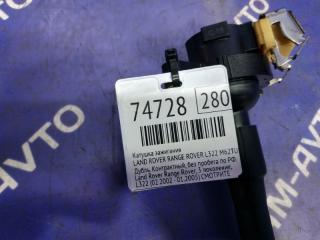 74728 280
Катушка зажигания
LAND ROVER RANGE ROVER L322 M62TU
Дубль, Контрактный, без пробега по РФ,
Land Rover Range Rover, 3 поколение,
L322 (02.2002 - 01.2005) СМОТРИТЕ